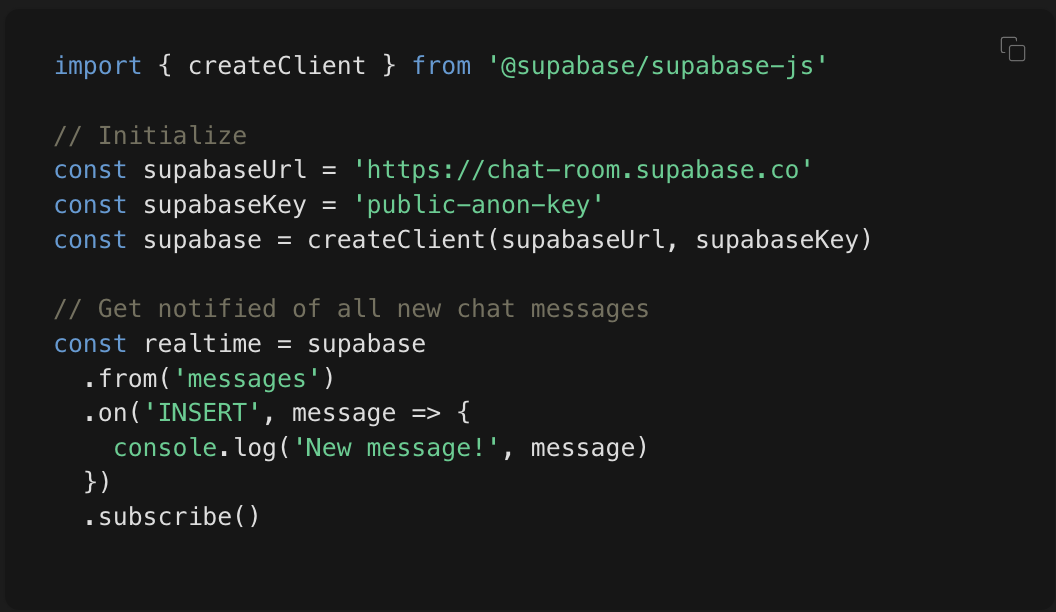 import { createClient } from '@supabase/supabase-js'
// Initialize
const supabaseUrl = 'https://chat-room.supabase.co'
const supabaseKey = 'public-anon-key'
const supabase = createClient(supabaseUrl, supabaseKey)
// Get notified of all new chat messages
const realtime = supabase
  .from('messages')
  .on('INSERT', message => {
    console.log('New message!', message)
  })
  .subscribe()